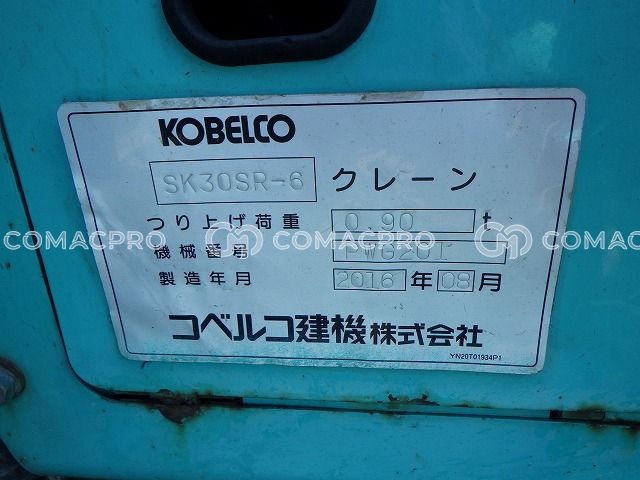 KOBELCO
SK30SR-6 クレーン
つり上げ荷重 0.90 t
機械番号
製造年月 2016 年 08 月
コベルコ建機株式会社
YN20T01934P1
COMACPRO COMACPRO COMACPRO COMAC